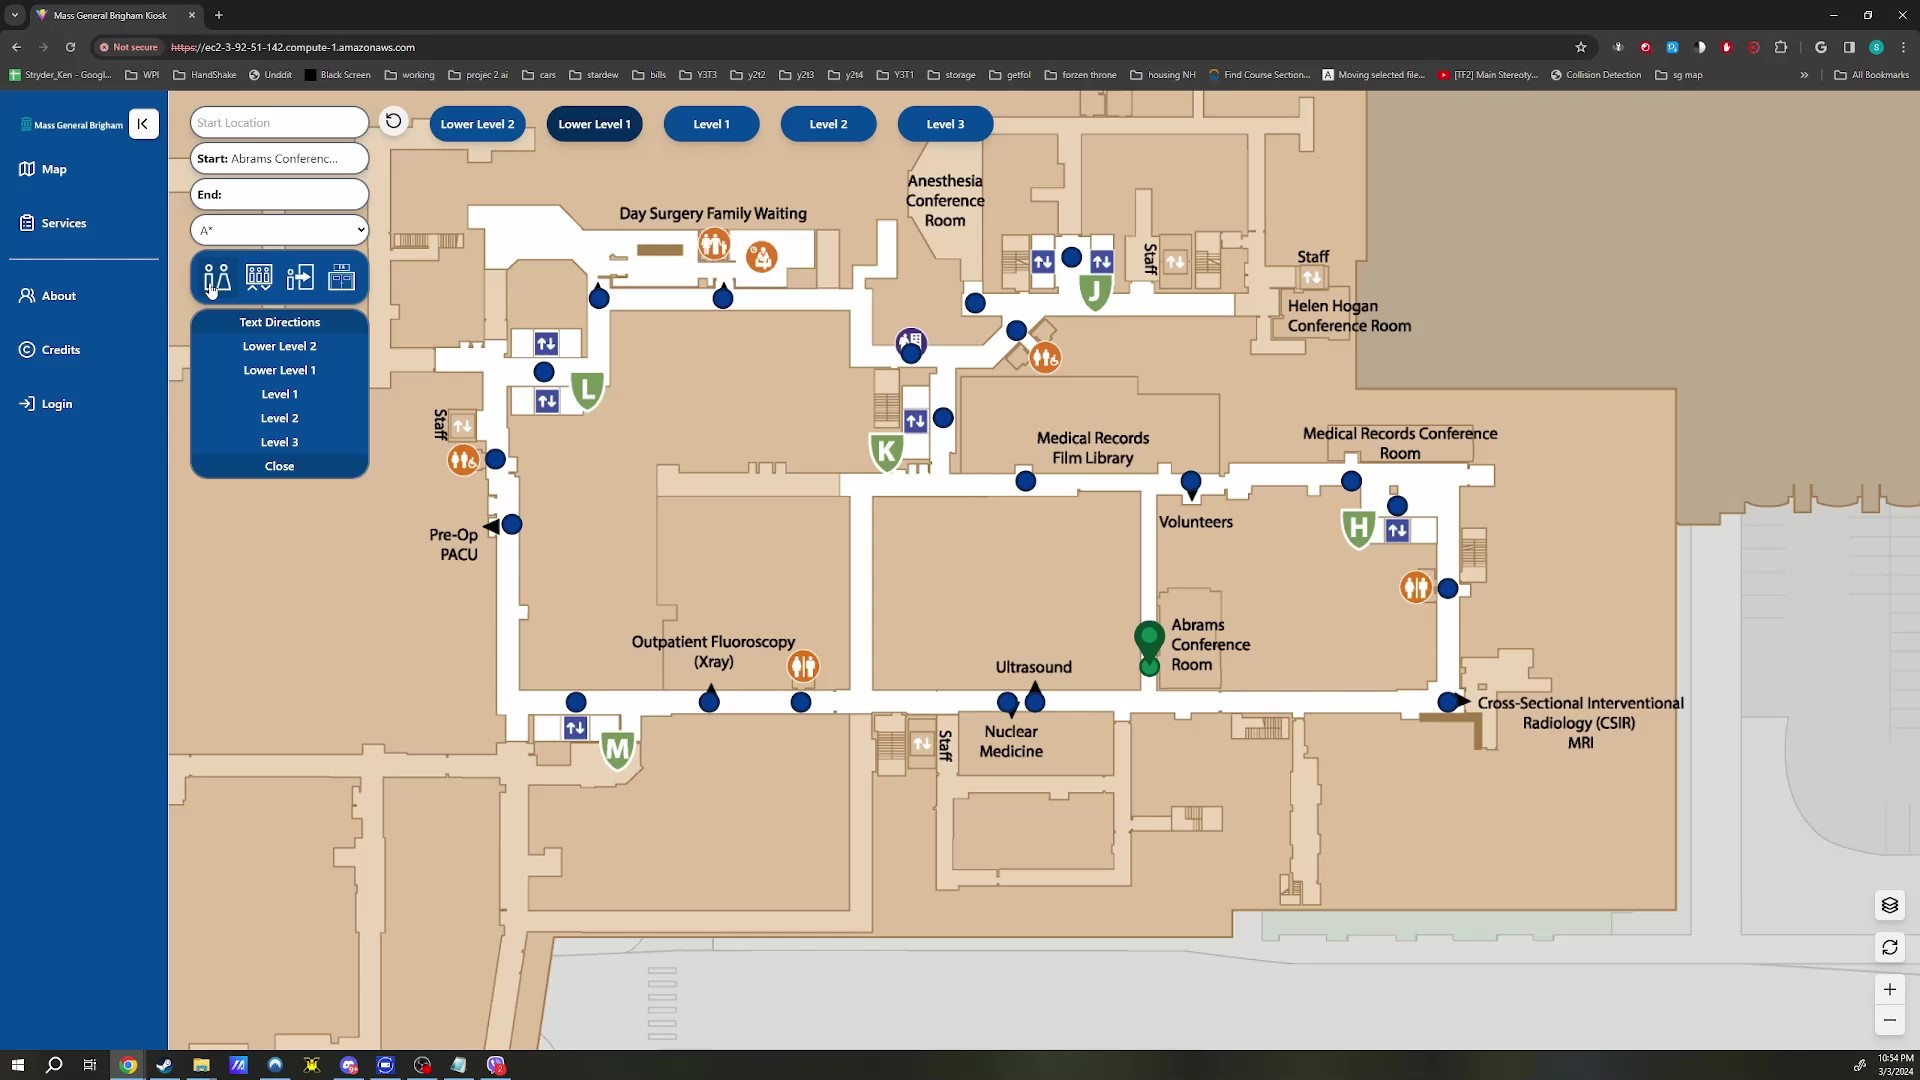 Mass General Brigham Kiosk
Not secure
https://ec2-3-92-51-142.compute-1.amazonaws.com
S
Stryder_Ken - Googl...
WPI
HandShake
Unddit
Black Screen
working
projec 2 ai
cars
stardew
bills
Y3T3
y2t2
y2t3
y2t4
Y3T1
storage
getfol
forzen throne
housing NH
Find Course Section...
Moving selected file...
[TF2] Main Stereoty...
Collision Detection
sg map
All Bookmarks
Mass General Brigham
Map
Services
About
Credits
Login
Start Location
Start: Abrams Conferenc...
End:
A*
Text Directions
Lower Level 2
Lower Level 1
Level 1
Level 2
Level 3
Close
Lower Level 2
Lower Level 1
Level 1
Level 2
Level 3
Anesthesia
Conference
Room
Day Surgery Family Waiting
Staff
Staff
J
Helen Hogan
Conference Room
L
Staff
K
Medical Records
Film Library
Medical Records Conference
Room
Volunteers
H
Pre-Op
PACU
Outpatient Fluoroscopy
(Xray)
Ultrasound
Abrams
Conference
Room
Nuclear
Medicine
Staff
M
Cross-Sectional Interventional
Radiology (CSIR)
MRI
10:54 PM
3/3/2024